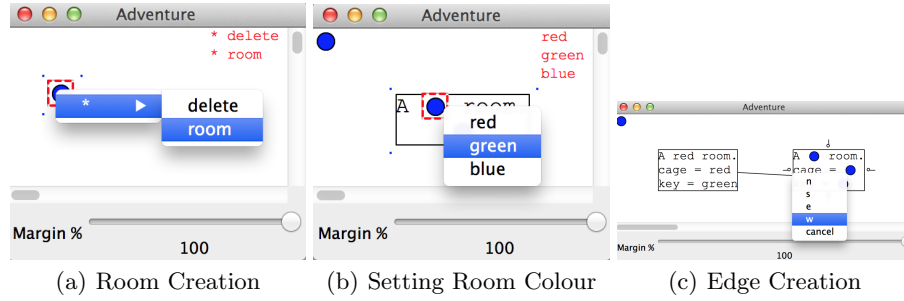 Adventure
* delete
* room
*
delete
room
Margin %
100
(a) Room Creation
Adventure
red
green
blue
A room.
red
green
blue
Margin %
100
(b) Setting Room Colour
Adventure
A red room.
cage = red
key = green
A room.
cage =
n
s
e
w
cancel
Margin %
100
(c) Edge Creation